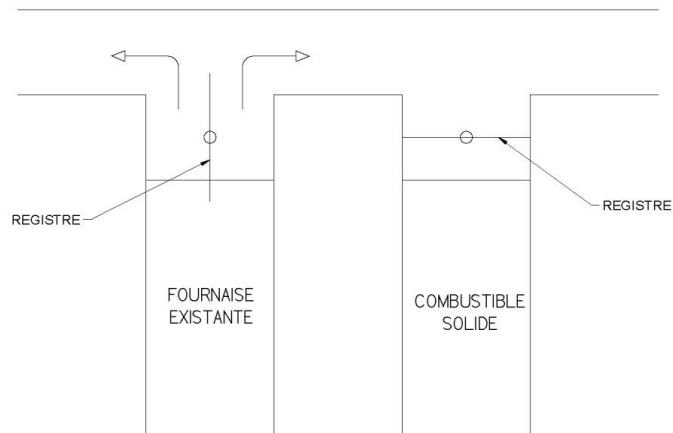 REGISTRE
REGISTRE
FOURNAISE
EXISTANTE
COMBUSTIBLE
SOLIDE